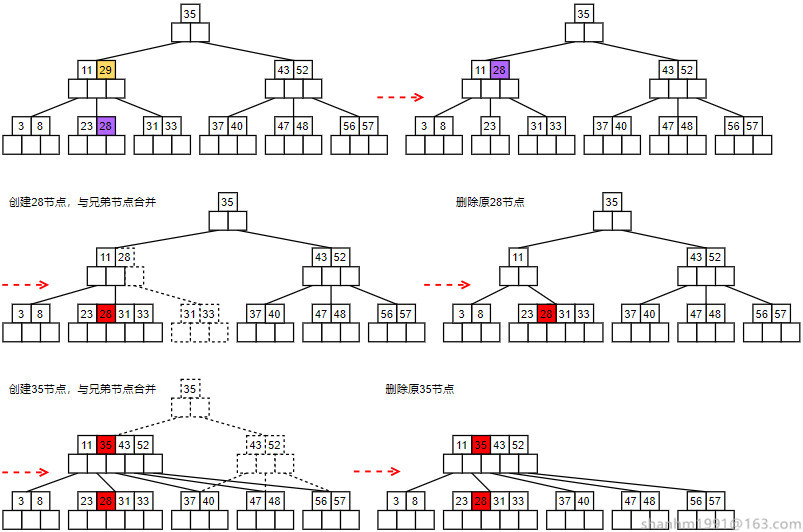 35 35
11 29 43 52 11 28 43 52
3 8 23 28 31 33 37 40 47 48 56 57 3 8 23 31 33 37 40 47 48 56 57
创建28节点，与兄弟节点合并 35 删除原28节点 35
11 28 43 52 11 43 52
3 8 23 28 31 33 31 33 37 40 47 48 56 57 3 8 23 28 31 33 37 40 47 48 56 57
创建35节点，与兄弟节点合并 35 删除原35节点
11 35 43 52 43 52 11 35 43 52
3 8 23 28 31 33 37 40 47 48 56 57 3 8 23 28 31 33 37 40 47 48 56 57
shanhm1991@163.com